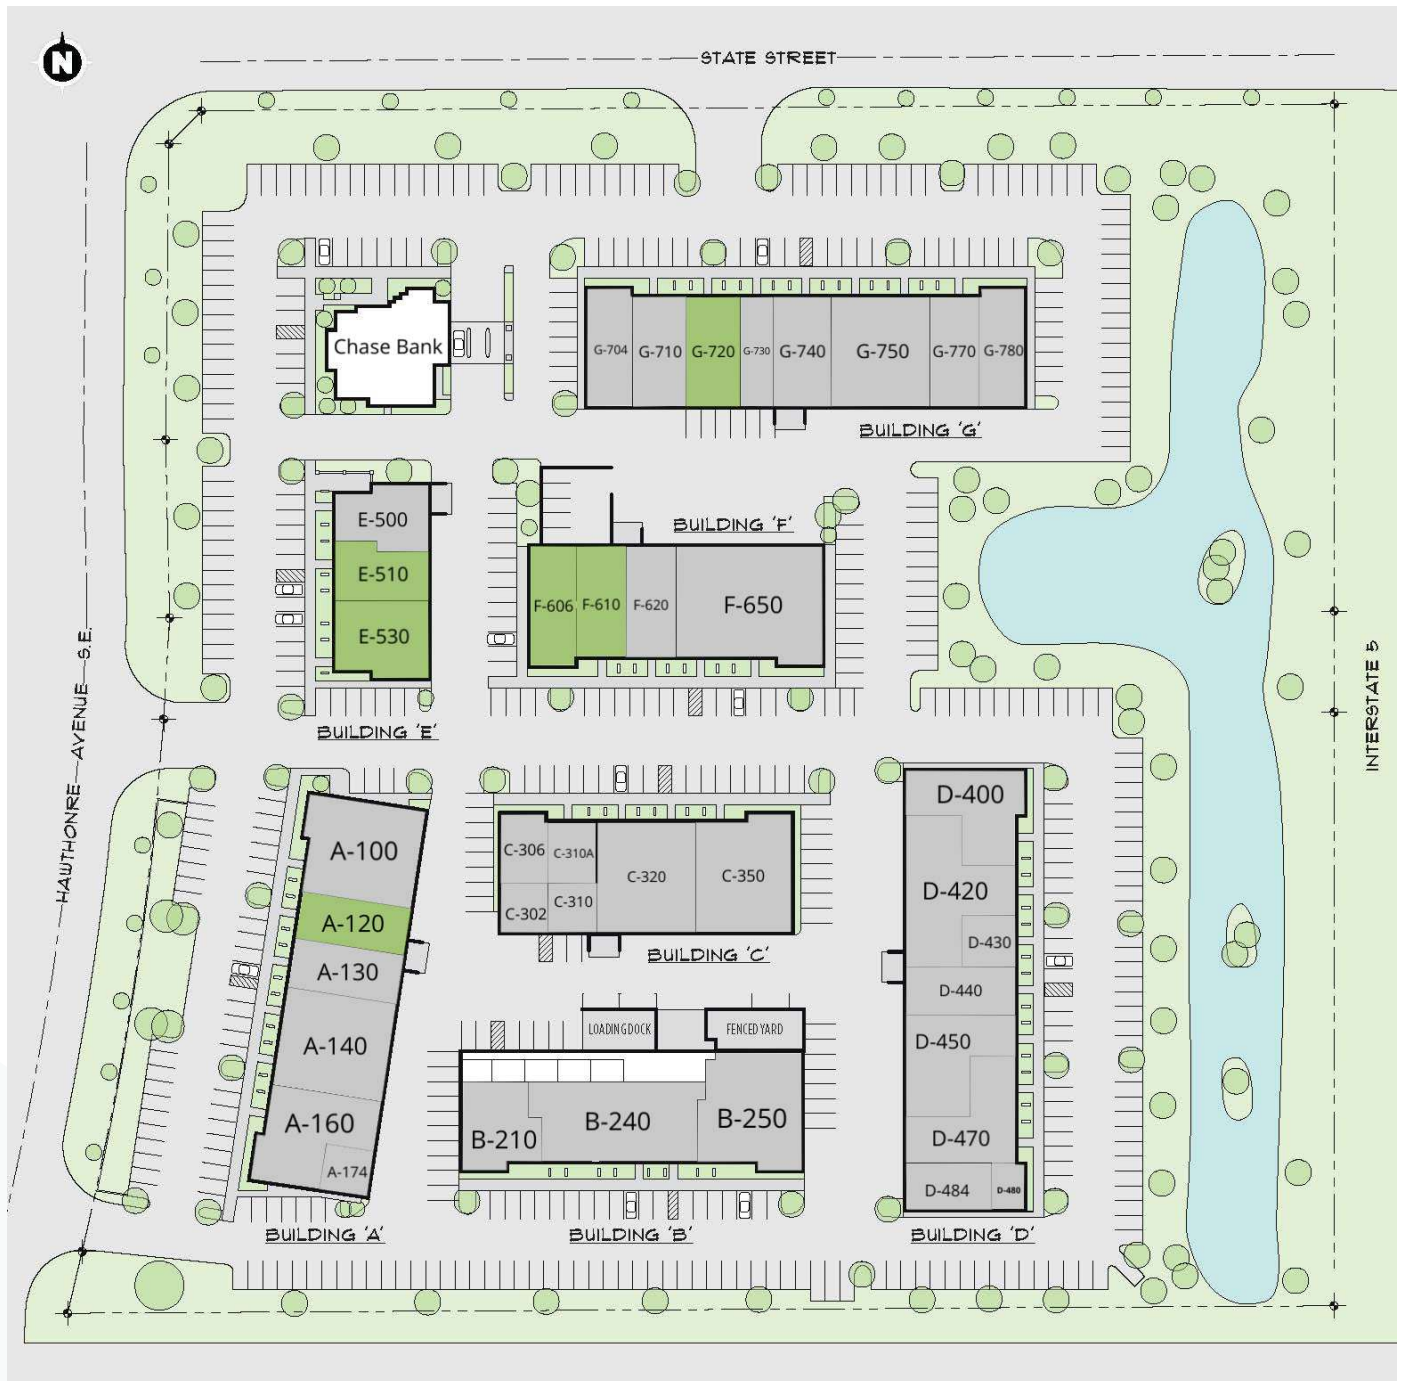 N
STATE STREET
Chase Bank
G-704
G-710
G-720
G-730
G-740
G-750
G-770
G-780
BUILDING 'G'
E-500
E-510
E-530
BUILDING 'E'
BUILDING 'F'
F-606
F-610
F-620
F-650
HAWTHONRE AVENUE S.E.
INTERSTATE 5
A-100
A-120
A-130
A-140
A-160
A-174
BUILDING 'A'
C-306
C-310A
C-302
C-310
C-320
C-350
BUILDING 'C'
LOADING DOCK
FENCED YARD
B-210
B-240
B-250
BUILDING 'B'
D-400
D-420
D-430
D-440
D-450
D-470
D-484
D-480
BUILDING 'D'